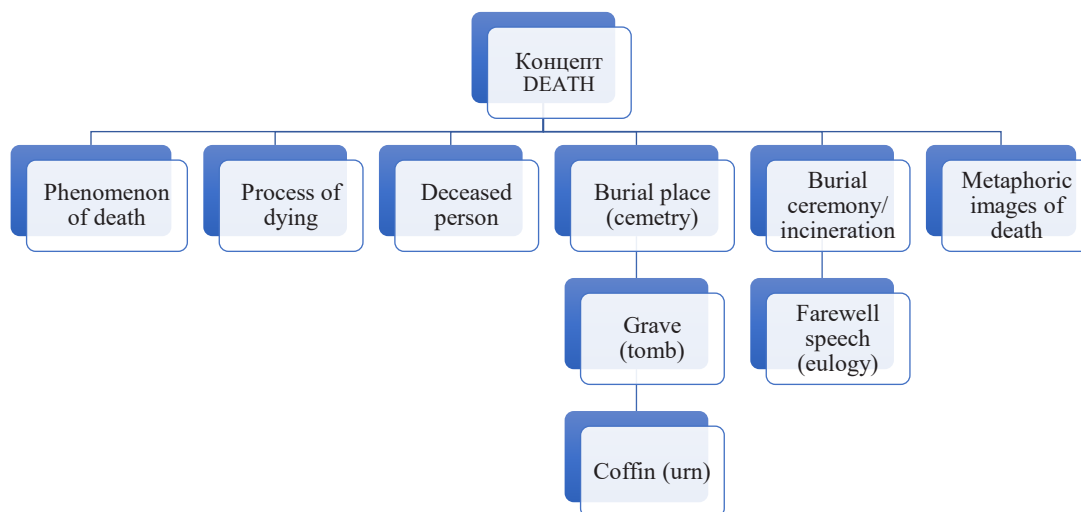 Концепт
DEATH
Phenomenon
of death
Process of
dying
Deceased
person
Burial place
(cemetry)
Burial
ceremony/
incineration
Metaphoric
images of
death
Grave
(tomb)
Farewell
speech
(eulogy)
Coffin (urn)